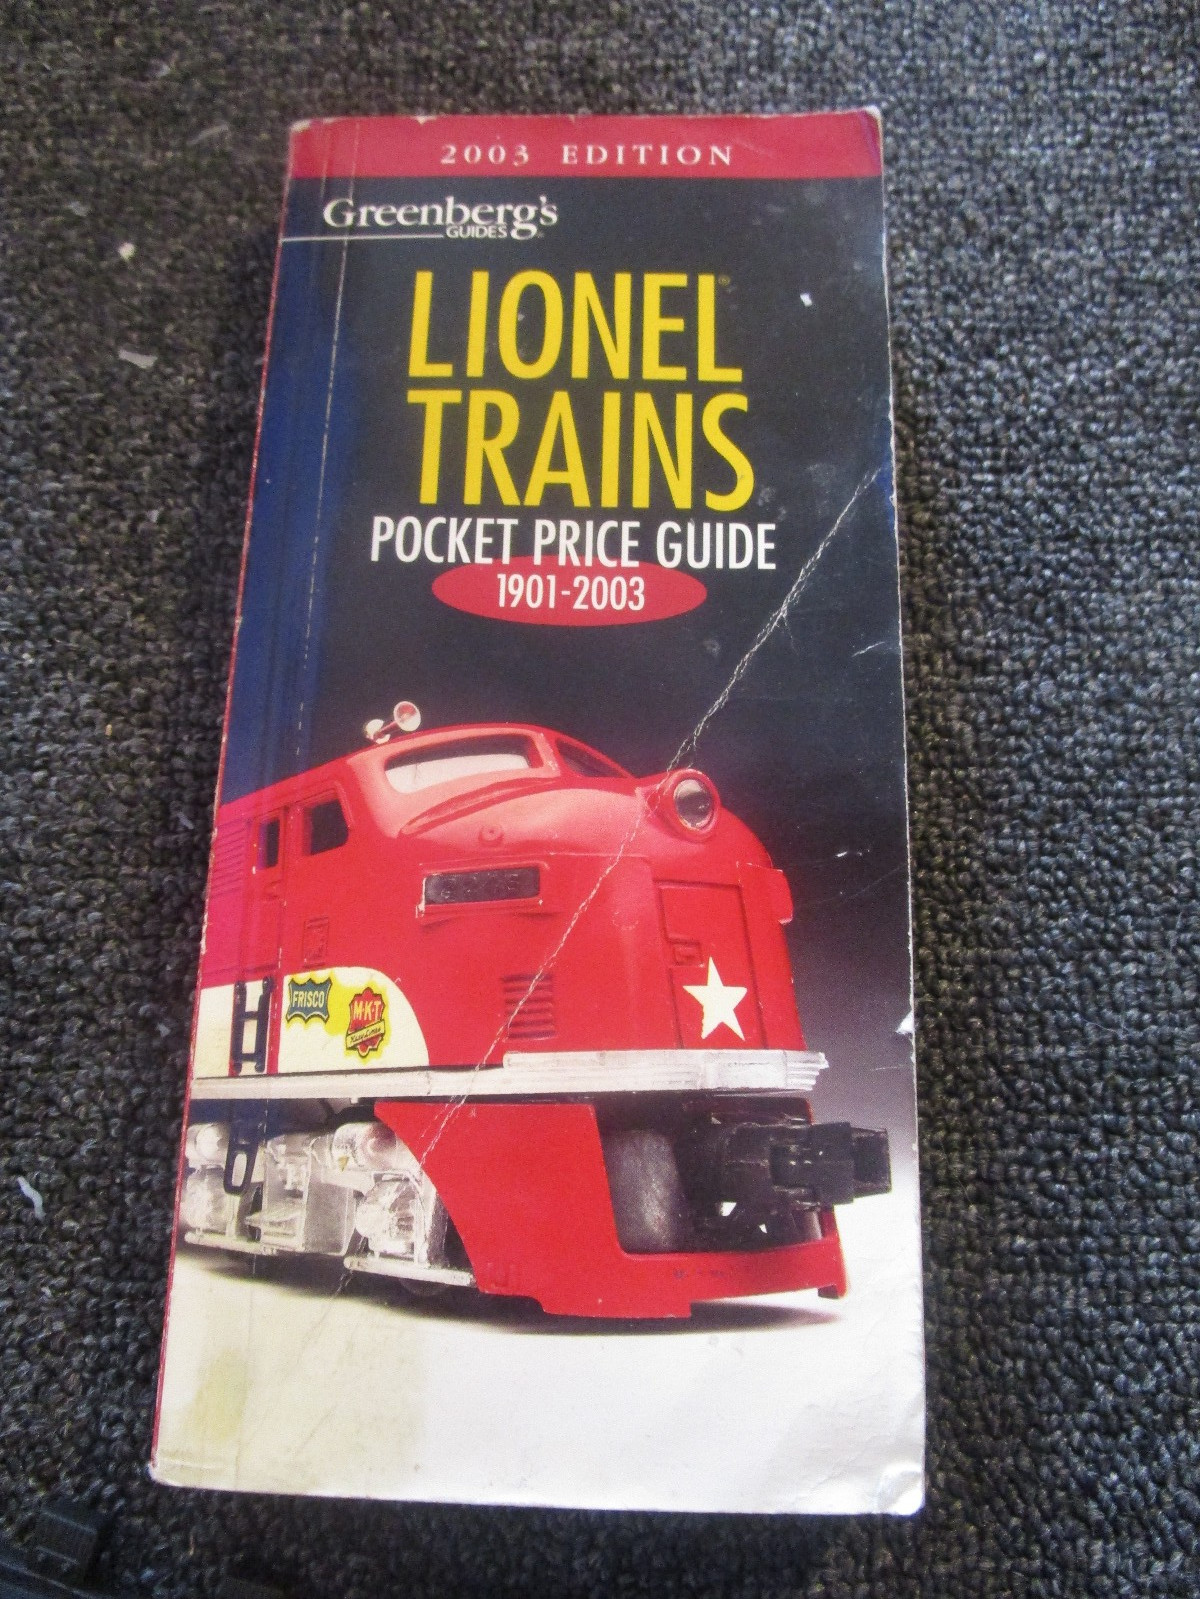 2003 EDITION
Greenberg's
GUIDES
LIONEL®
TRAINS
POCKET PRICE GUIDE
1901-2003
FRISCO
M-K-T